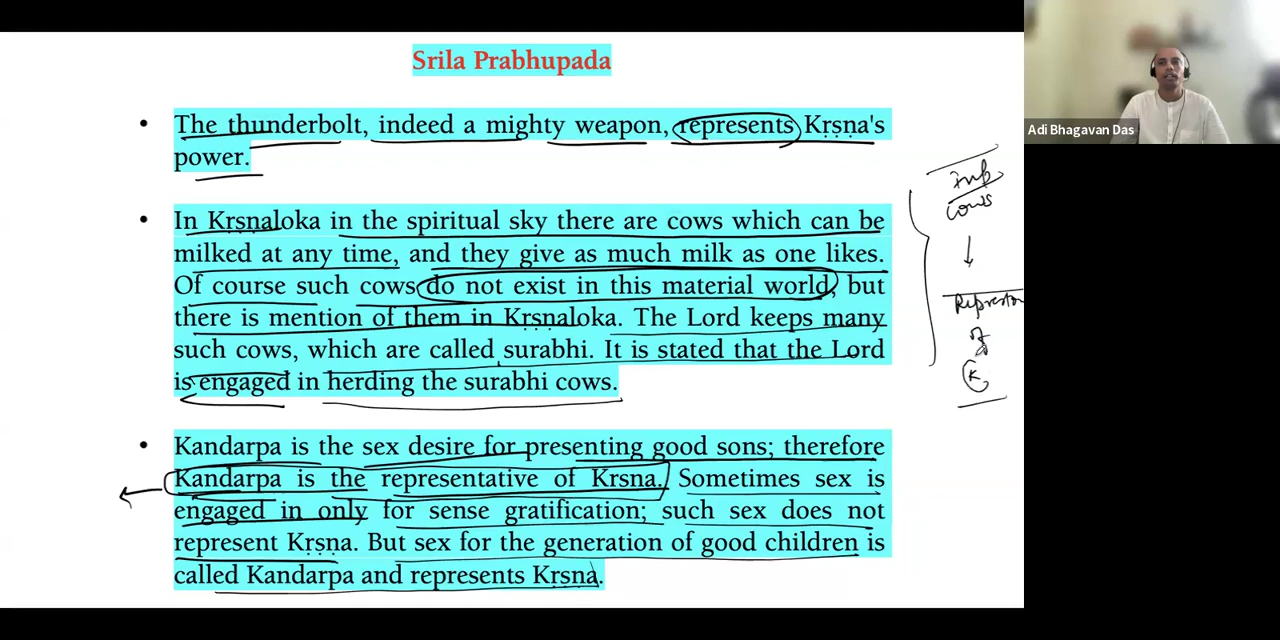 Srila Prabhupada
• The thunderbolt, indeed a mighty weapon, represents Kṛṣṇa's
power.
• In Kṛṣṇaloka in the spiritual sky there are cows which can be
milked at any time, and they give as much milk as one likes.
Of course such cows do not exist in this material world, but
there is mention of them in Kṛṣṇaloka. The Lord keeps many
such cows, which are called surabhi. It is stated that the Lord
is engaged in herding the surabhi cows.
• Kandarpa is the sex desire for presenting good sons; therefore
Kandarpa is the representative of Krsna. Sometimes sex is
engaged in only for sense gratification; such sex does not
represent Kṛṣṇa. But sex for the generation of good children is
called Kandarpa and represents Kṛṣṇa.
cows
of
K
Adi Bhagavan Das